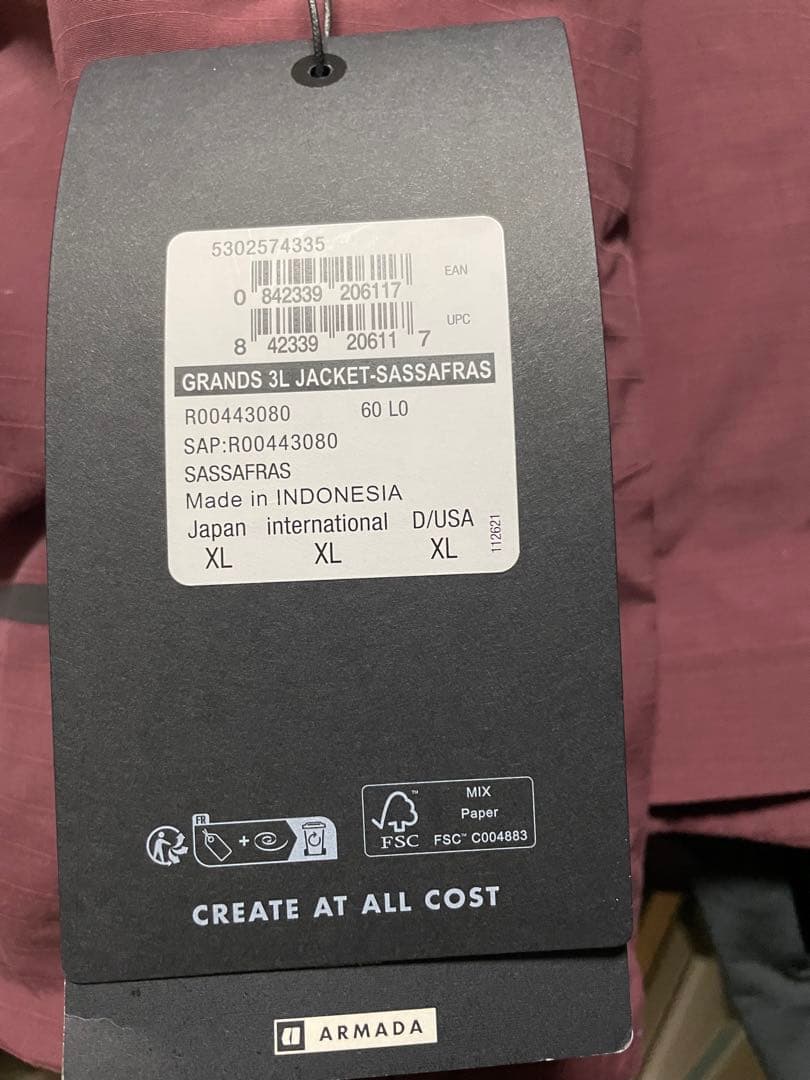 5302574335
EAN
0 842339 206117
UPC
8 42339 20611 7
GRANDS 3L JACKET-SASSAFRAS
R00443080 60 L0
SAP:R00443080
SASSAFRAS
Made in INDONESIA
Japan international D/USA
XL XL XL
112621
FR
MIX
Paper
FSC™ C004883
FSC
CREATE AT ALL COST
ARMADA